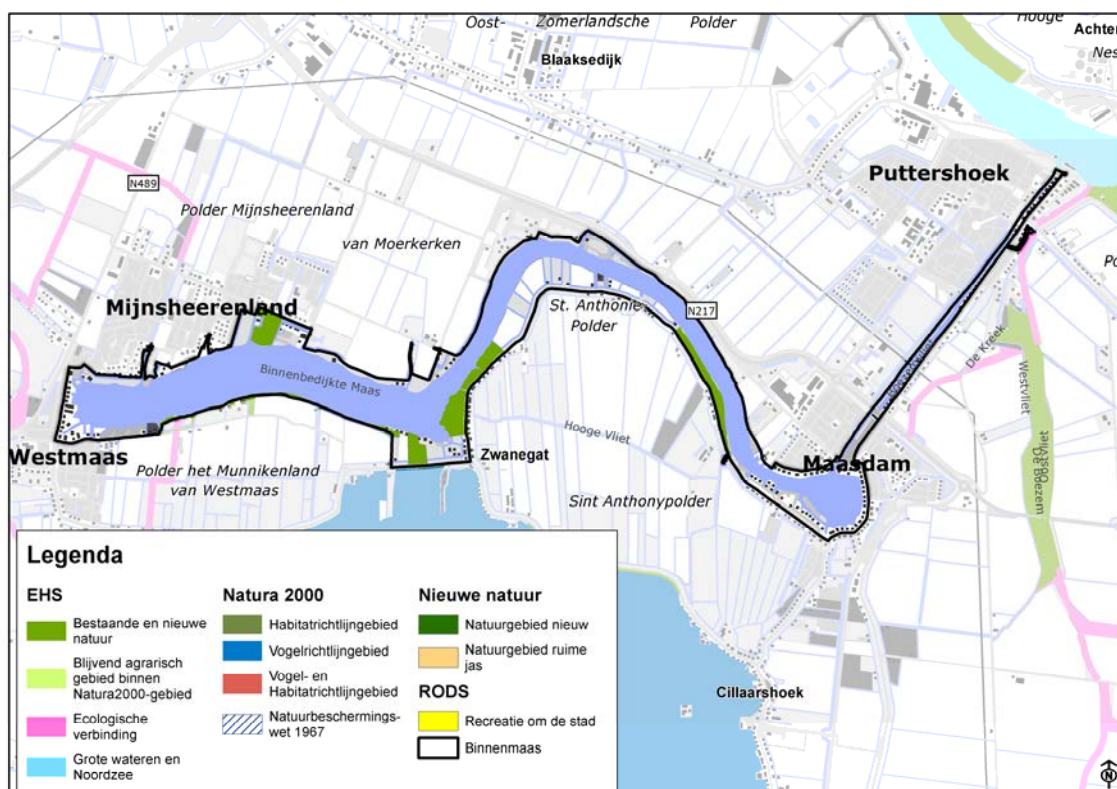 Oost-
Zomerlandsche
Polder
Hooge
Achter
Nes
Blaaksedijk
Puttershoek
N489
Polder Mijnsheerenland
van Moerkerken
Po
Mijnsheerenland
St. Anthonie
Polder
N217
De Kreek
Binnenbedijkte Maas
Westvliet
Hooge Vliet
Oostvliet
De Boezem
Westmaas
Zwanegat
Maasdam
Polder het Munnikenland
van Westmaas
Sint Anthonypolder
Cillaarshoek
Legenda
EHS
Bestaande en nieuwe
natuur
Blijvend agrarisch
gebied binnen
Natura2000-gebied
Ecologische
verbinding
Grote wateren en
Noordzee
Natura 2000
Habitatrichtlijngebied
Vogelrichtlijngebied
Vogel- en
Habitatrichtlijngebied
Natuurbeschermings-
wet 1967
Nieuwe natuur
Natuurgebied nieuw
Natuurgebied ruime
jas
RODS
Recreatie om de stad
Binnenmaas
N